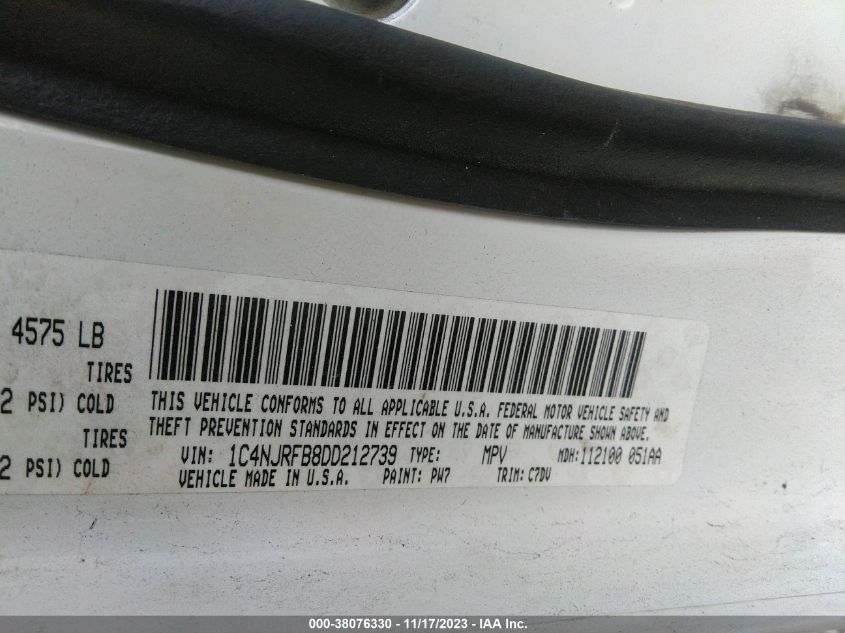 4575 LB
TIRES
2 PSI) COLD
TIRES
2 PSI) COLD
THIS VEHICLE CONFORMS TO ALL APPLICABLE U.S.A. FEDERAL MOTOR VEHICLE SAFETY AND
THEFT PREVENTION STANDARDS IN EFFECT ON THE DATE OF MANUFACTURE SHOWN ABOVE.
VIN: 1C4NJRFB8DD212739 TYPE: MPV MDH: 112100 051AA
VEHICLE MADE IN U.S.A. PAINT: PW7 TRIM: C7DV
000-38076330 - 11/17/2023 - IAA Inc.